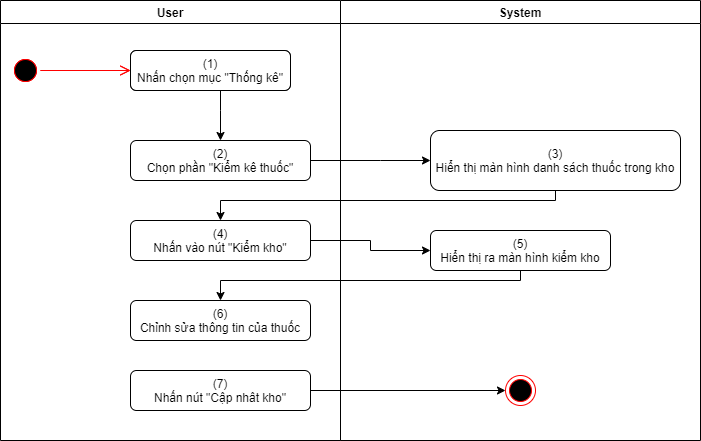 User
System
(1)
Nhấn chọn mục "Thống kê"
(2)
Chọn phần "Kiểm kê thuốc"
(3)
Hiển thị màn hình danh sách thuốc trong kho
(4)
Nhấn vào nút "Kiểm kho"
(5)
Hiển thị ra màn hình kiểm kho
(6)
Chỉnh sửa thông tin của thuốc
(7)
Nhấn nút "Cập nhât kho"